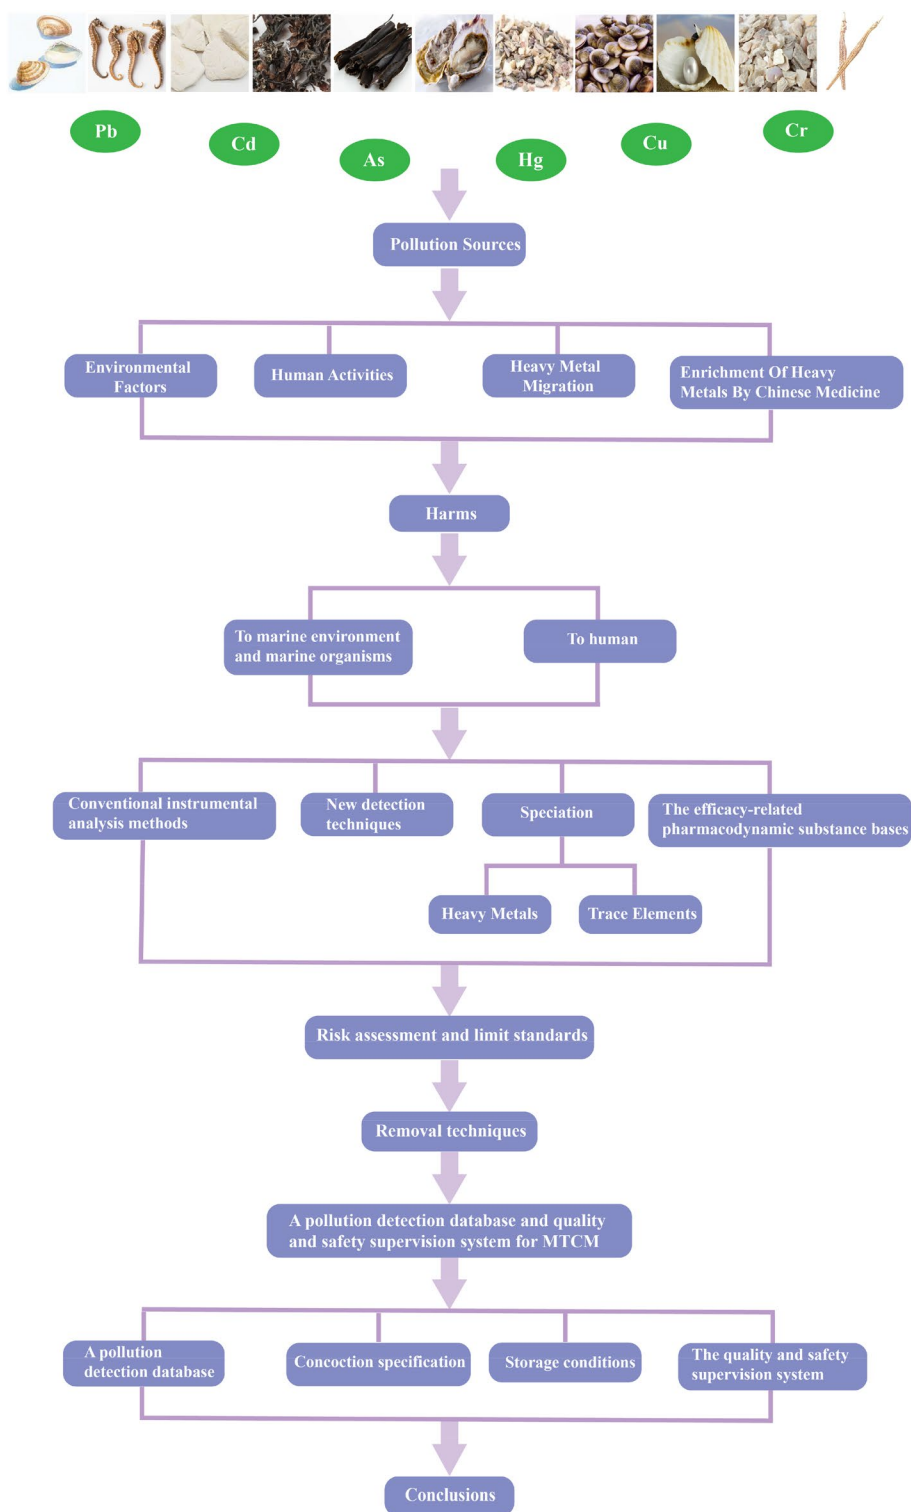 Pb
Cd
As
Hg
Cu
Cr
Pollution Sources
Environmental
Factors
Human Activities
Heavy Metal
Migration
Enrichment Of Heavy
Metals By Chinese Medicine
Harms
To marine environment
and marine organisms
To human
Conventional instrumental
analysis methods
New detection
techniques
Speciation
The efficacy-related
pharmacodynamic substance bases
Heavy Metals
Trace Elements
Risk assessment and limit standards
Removal techniques
A pollution detection database and quality
and safety supervision system for MTCM
A pollution
detection database
Concoction specification
Storage conditions
The quality and safety
supervision system
Conclusions